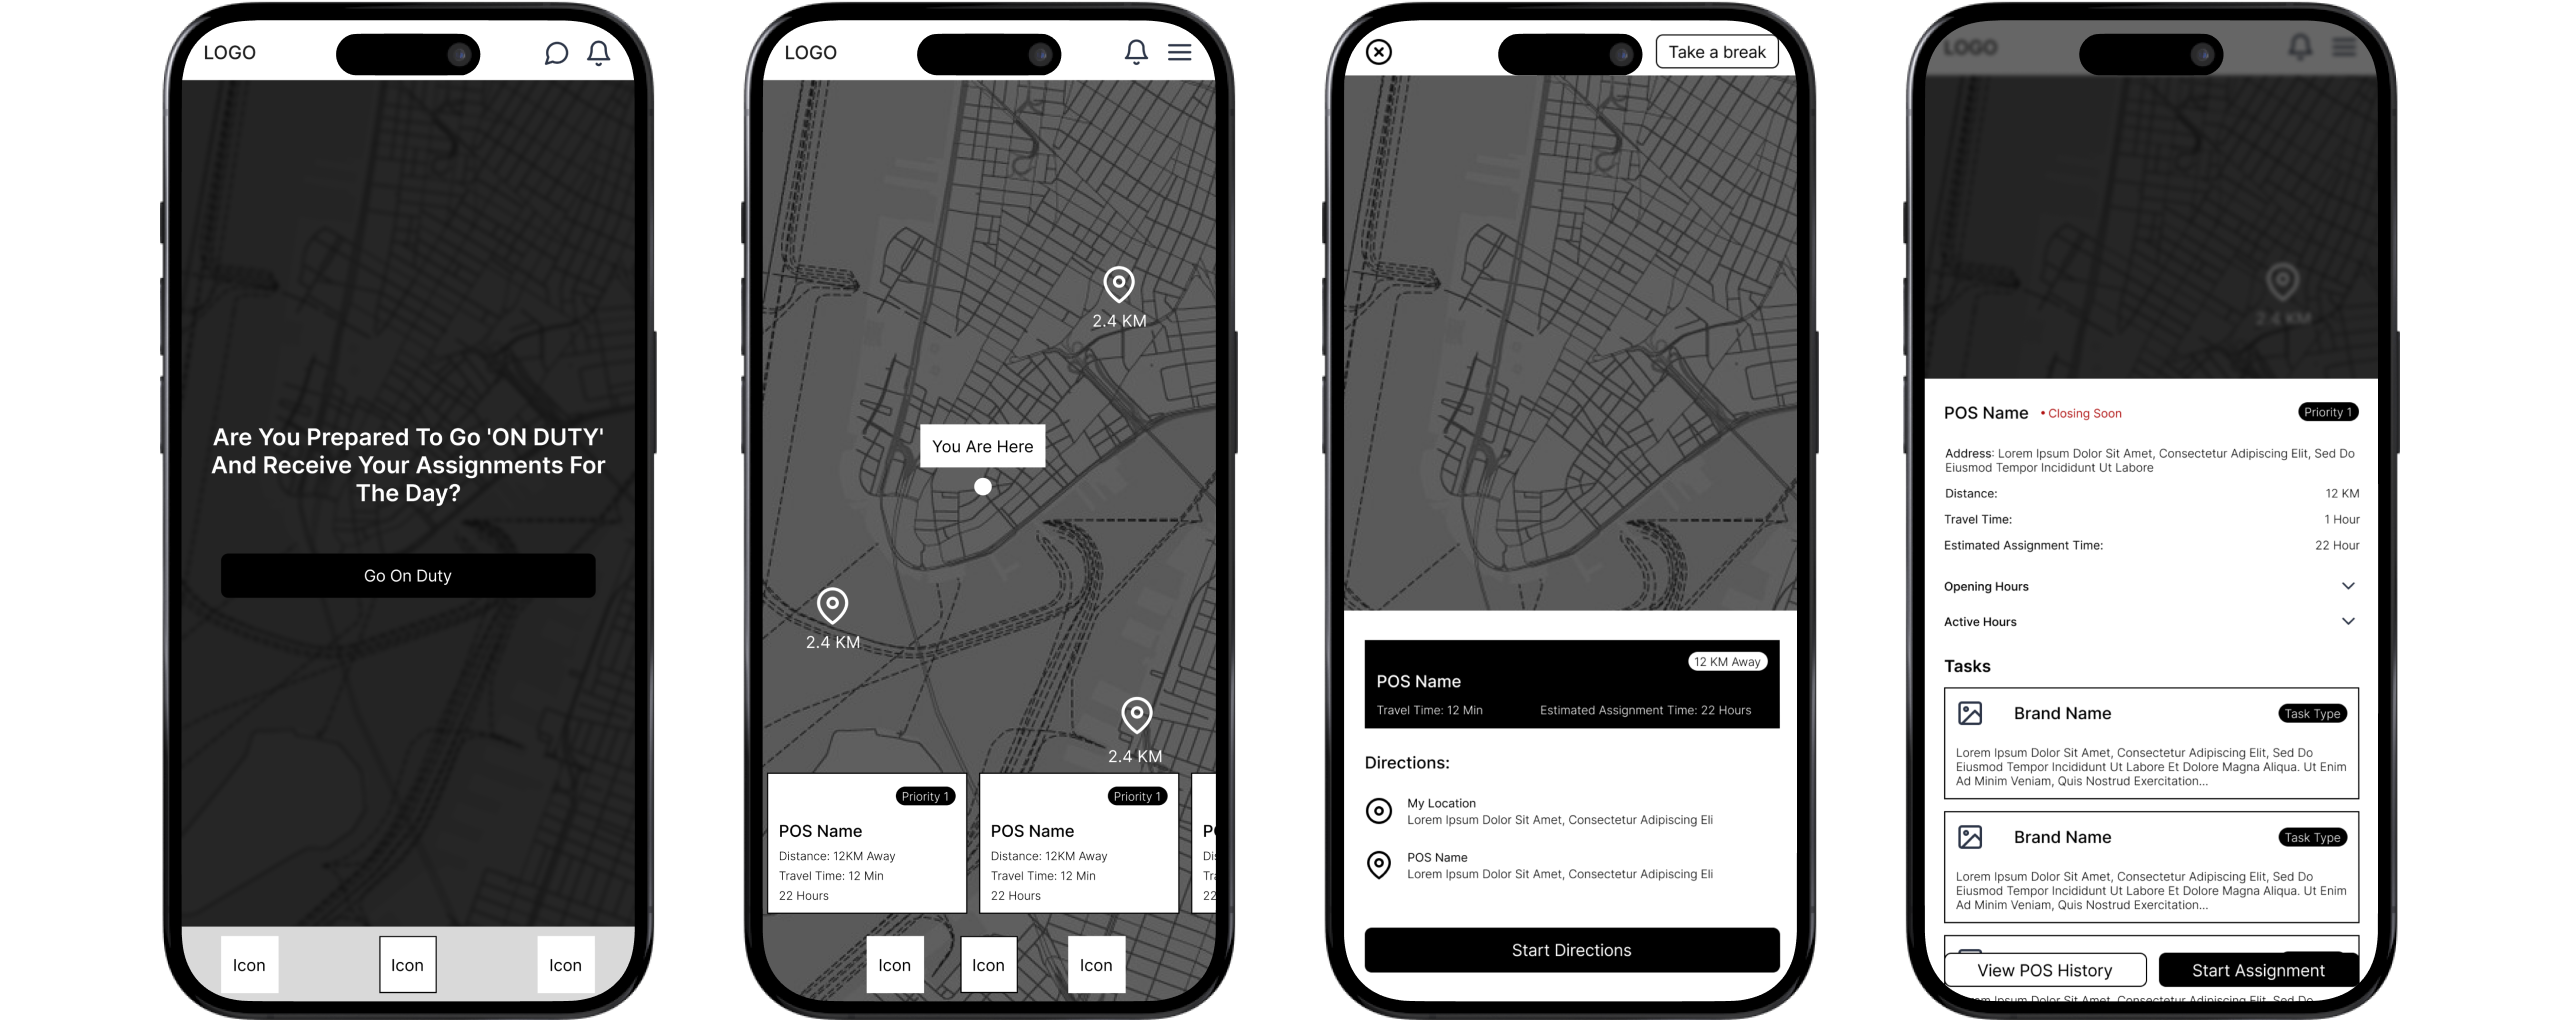 LOGO
Are You Prepared To Go 'ON DUTY'
And Receive Your Assignments For
The Day?
Go On Duty
Icon
Icon
Icon
LOGO
2.4 KM
You Are Here
2.4 KM
2.4 KM
Priority 1
POS Name
Distance: 12KM Away
Travel Time: 12 Min
22 Hours
Priority 1
POS Name
Distance: 12KM Away
Travel Time: 12 Min
22 Hours
Icon
Icon
Icon
Take a break
12 KM Away
POS Name
Travel Time: 12 Min
Estimated Assignment Time: 22 Hours
Directions:
My Location
Lorem Ipsum Dolor Sit Amet, Consectetur Adipiscing Eli
POS Name
Lorem Ipsum Dolor Sit Amet, Consectetur Adipiscing Eli
Start Directions
LOGO
2.4 KM
POS Name
• Closing Soon
Priority 1
Address: Lorem Ipsum Dolor Sit Amet, Consectetur Adipiscing Elit, Sed Do
Eiusmod Tempor Incididunt Ut Labore
Distance: 12 KM
Travel Time: 1 Hour
Estimated Assignment Time: 22 Hour
Opening Hours
Active Hours
Tasks
Brand Name
Task Type
Lorem Ipsum Dolor Sit Amet, Consectetur Adipiscing Elit, Sed Do
Eiusmod Tempor Incididunt Ut Labore Et Dolore Magna Aliqua. Ut Enim
Ad Minim Veniam, Quis Nostrud Exercitation...
Brand Name
Task Type
Lorem Ipsum Dolor Sit Amet, Consectetur Adipiscing Elit, Sed Do
Eiusmod Tempor Incididunt Ut Labore Et Dolore Magna Aliqua. Ut Enim
Ad Minim Veniam, Quis Nostrud Exercitation...
View POS History
Start Assignment
Ipsum Dolor Sit Amet, Consectetur Adipiscing Elit, Sed Do